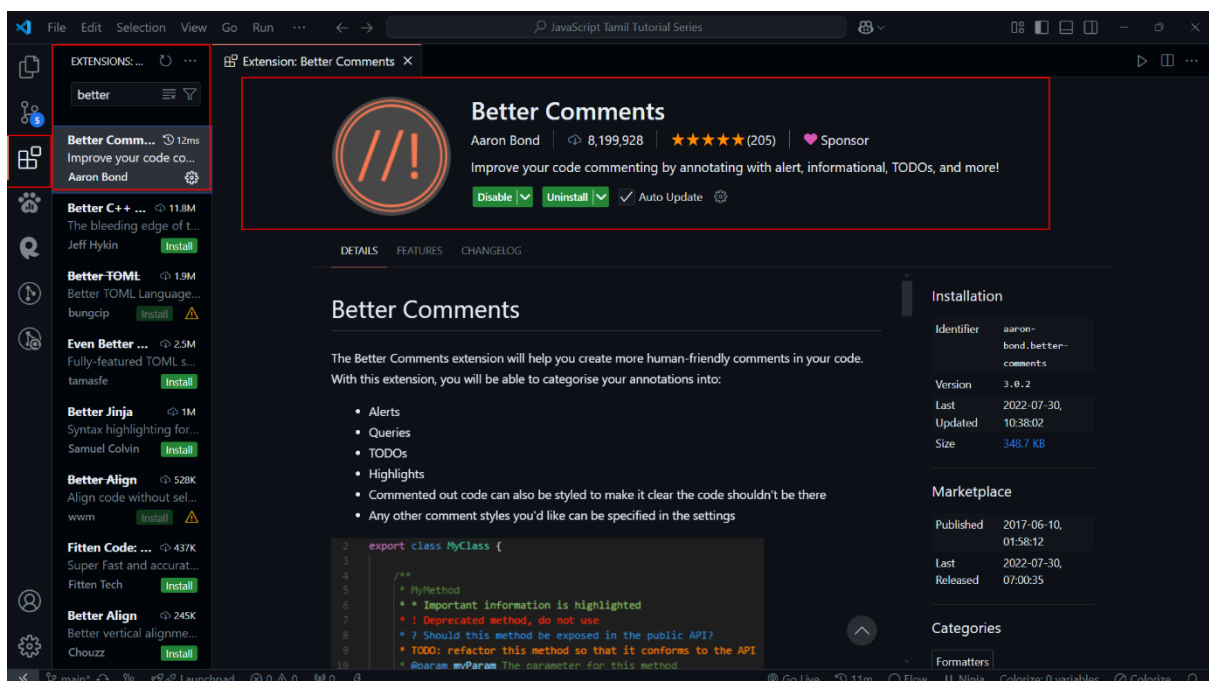 File Edit Selection View Go Run ··· JavaScript Tamil Tutorial Series
EXTENSIONS: ...
better
5
Better Comm... 12ms
Improve your code co...
Aaron Bond
Better C++ ... 11.8M
The bleeding edge of t...
Jeff Hykin Install
Better TOML 1.9M
Better TOML Language...
bungcip Install
Even Better ... 2.5M
Fully-featured TOML s...
tamasfe Install
Better Jinja 1M
Syntax highlighting for...
Samuel Colvin Install
Better Align 528K
Align code without sel...
wwm Install
Fitten Code: ... 437K
Super Fast and accurat...
Fitten Tech Install
Better Align 245K
Better vertical alignme...
Chouzz Install
Extension: Better Comments
//!
Better Comments
Aaron Bond 8,199,928 ★★★★★ (205) Sponsor
Improve your code commenting by annotating with alert, informational, TODOs, and more!
Disable Uninstall Auto Update
DETAILS FEATURES CHANGELOG
Better Comments
The Better Comments extension will help you create more human-friendly comments in your code.
With this extension, you will be able to categorise your annotations into:
• Alerts
• Queries
• TODOs
• Highlights
• Commented out code can also be styled to make it clear the code shouldn't be there
• Any other comment styles you'd like can be specified in the settings
2 export class MyClass {
3
4 /**
5 * MyMethod
6 * * Important information is highlighted
7 * ! Deprecated method, do not use
8 * ? Should this method be exposed in the public API?
9 * TODO: refactor this method so that it conforms to the API
10 * @param myParam The parameter for this method
Installation
Identifier aaron-
bond.better-
comments
Version 3.0.2
Last 2022-07-30,
Updated 10:38:02
Size 348.7 KB
Marketplace
Published 2017-06-10,
01:58:12
Last 2022-07-30,
Released 07:00:35
Categories
Formatters
main* Launchpad 0 0 0 Go Live 11m Flow Ninja Colorize: 0 variables Colorize